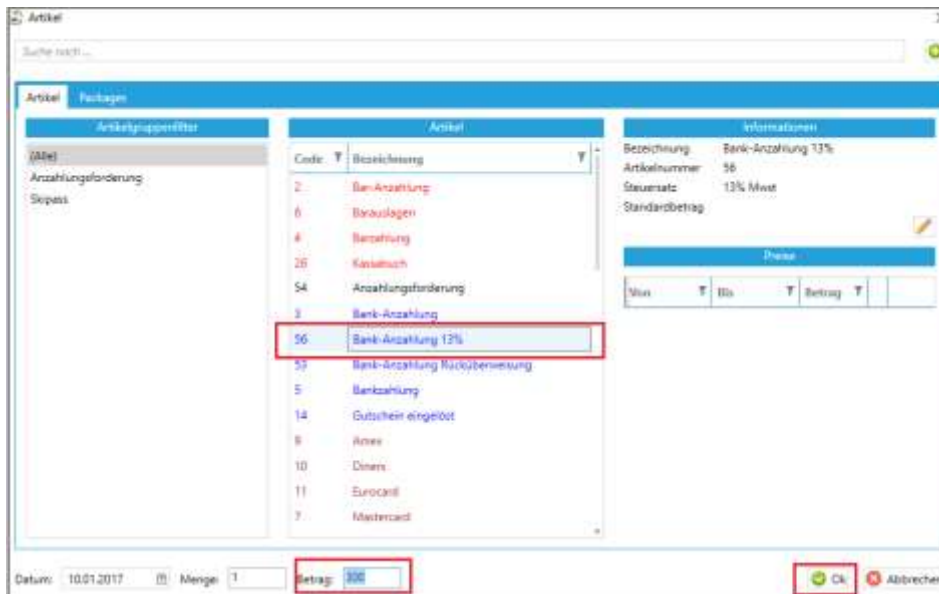 Artikel
Suche nach ...
Artikel Packages
Artikelgruppenfilter
(Alle)
Anzahlungsforderung
Skipass
Artikel
Code Bezeichnung
2 Bar-Anzahlung
6 Barauslagen
4 Barzahlung
26 Kassabuch
54 Anzahlungsforderung
3 Bank-Anzahlung
56 Bank-Anzahlung 13%
53 Bank-Anzahlung Rücküberweisung
5 Bankzahlung
14 Gutschein eingelöst
9 Amex
10 Diners
11 Eurocard
7 Mastercard
Informationen
Bezeichnung Bank-Anzahlung 13%
Artikelnummer 56
Steuersatz 13% Mwst
Standardbetrag
Preise
Von Bis Betrag
Datum: 10.01.2017 Menge: 1 Betrag: 300 Ok Abbrechen